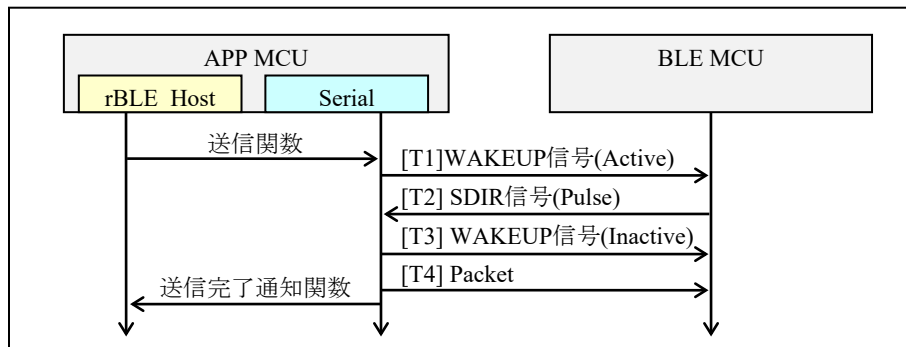 APP MCU
BLE MCU
rBLE_Host
Serial
送信関数
[T1]WAKEUP信号(Active)
[T2] SDIR信号(Pulse)
[T3] WAKEUP信号(Inactive)
[T4] Packet
送信完了通知関数